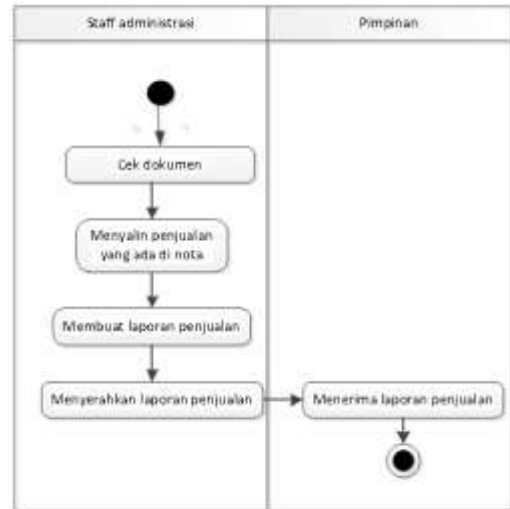 Staff administrasi
Pimpinan
Cek dokumen
Menyalin penjualan
yang ada di nota
Membuat laporan penjualan
Menyerahkan laporan penjualan
Menerima laporan penjualan